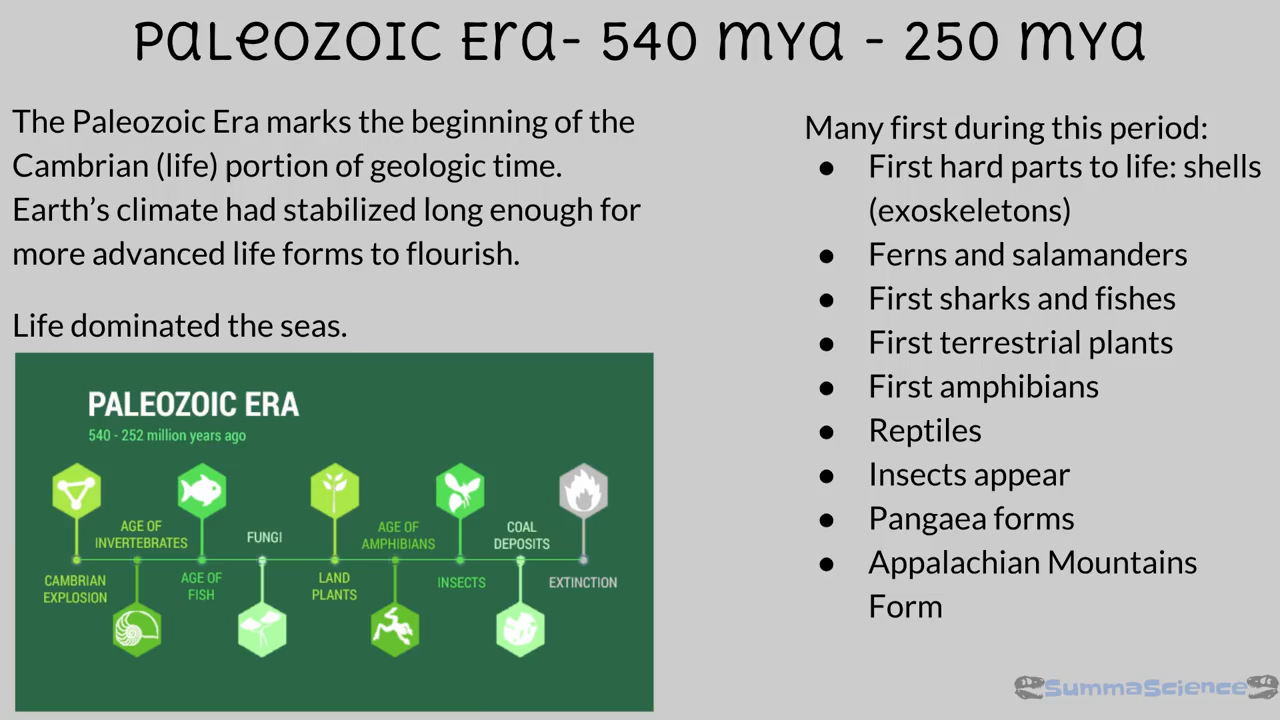 Paleozoic Era- 540 mya - 250 mya
The Paleozoic Era marks the beginning of the
Cambrian (life) portion of geologic time.
Earth's climate had stabilized long enough for
more advanced life forms to flourish.
Life dominated the seas.
PALEOZOIC ERA
540 - 252 million years ago
CAMBRIAN
EXPLOSION
AGE OF
INVERTEBRATES
AGE OF
FISH
FUNGI
LAND
PLANTS
AGE OF
AMPHIBIANS
INSECTS
COAL
DEPOSITS
EXTINCTION
Many first during this period:
● First hard parts to life: shells
(exoskeletons)
● Ferns and salamanders
● First sharks and fishes
● First terrestrial plants
● First amphibians
● Reptiles
● Insects appear
● Pangaea forms
● Appalachian Mountains
Form
SummaScience